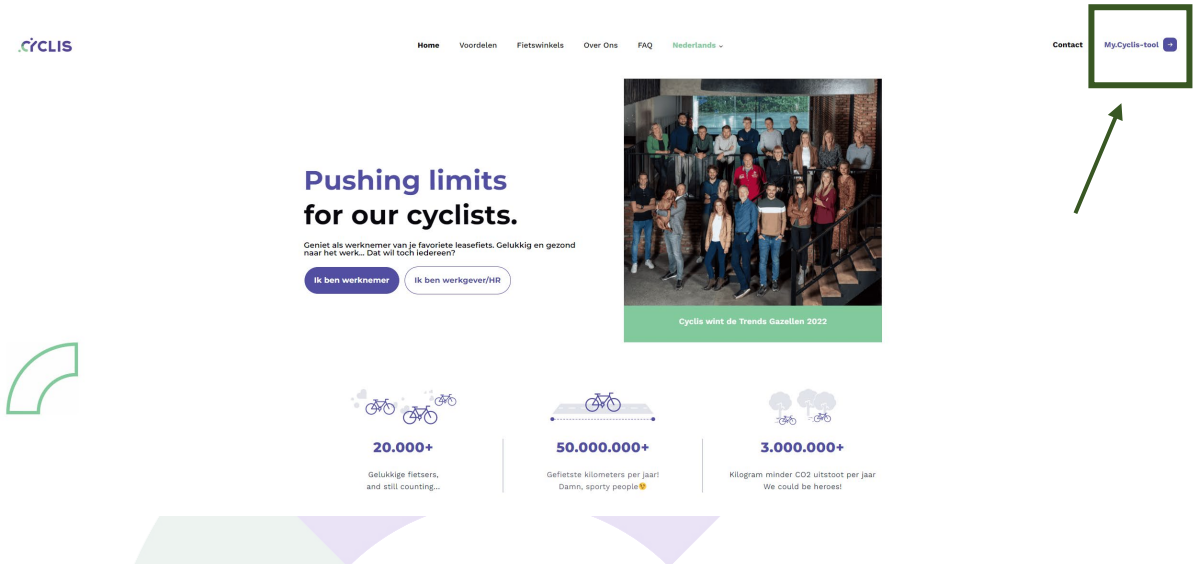 CYCLIS
Home Voordelen Fietswinkels Over Ons FAQ Nederlands
Contact My.Cyclis-tool
Pushing limits
for our cyclists.
Geniet als werknemer van je favoriete leasefiets. Gelukkig en gezond
naar het werk... Dat wil toch iedereen?
Ik ben werknemer Ik ben werkgever/HR
Cyclis wint de Trends Gazellen 2022
20.000+
Gelukkige fietsers,
and still counting...
50.000.000+
Gefietste kilometers per jaar!
Damn, sporty people😉
3.000.000+
Kilogram minder CO2 uitstoot per jaar
We could be heroes!